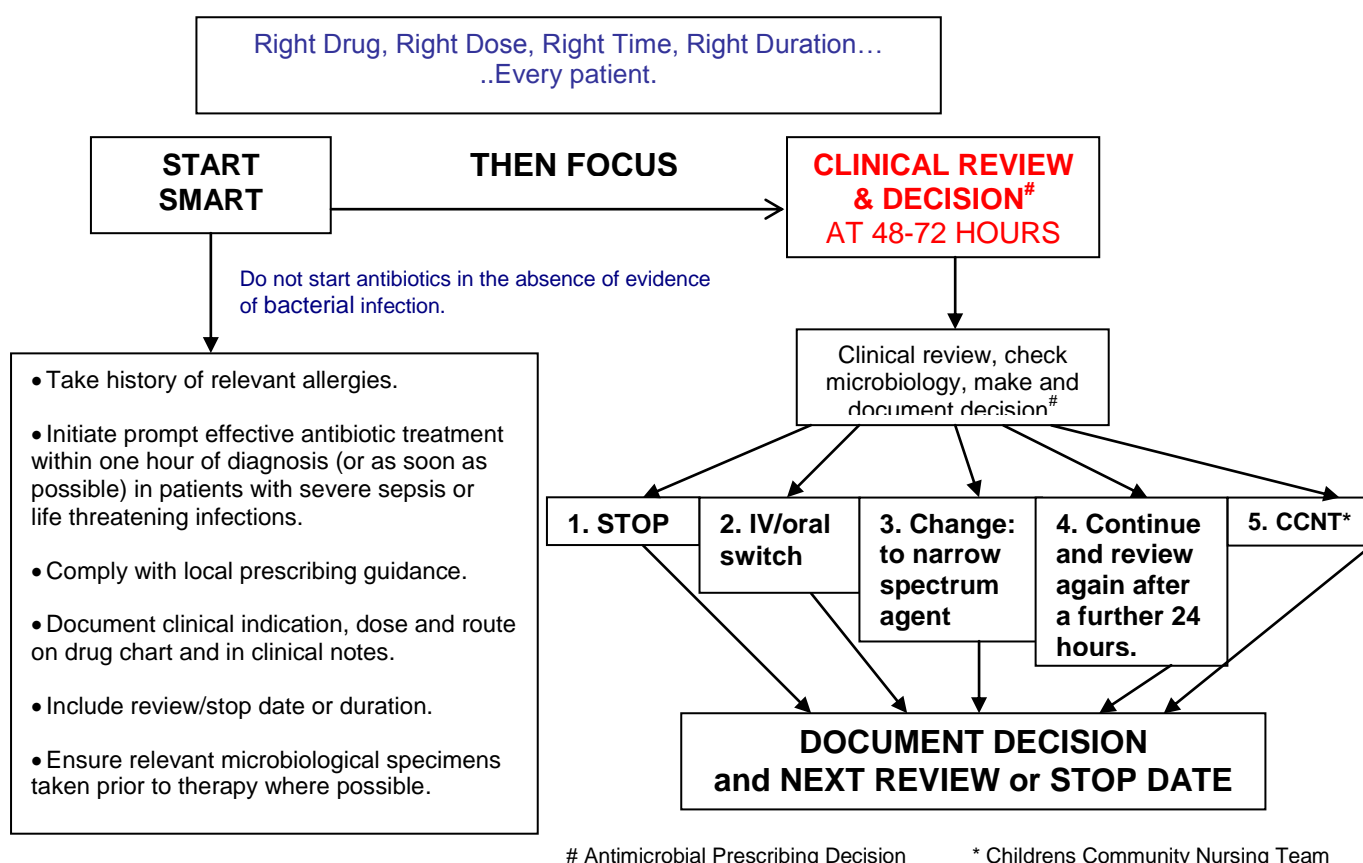 Right Drug, Right Dose, Right Time, Right Duration…
..Every patient.
START
SMART
THEN FOCUS
CLINICAL REVIEW
& DECISION#
AT 48-72 HOURS
Do not start antibiotics in the absence of evidence
of bacterial infection.
• Take history of relevant allergies.
• Initiate prompt effective antibiotic treatment
within one hour of diagnosis (or as soon as
possible) in patients with severe sepsis or
life threatening infections.
• Comply with local prescribing guidance.
• Document clinical indication, dose and route
on drug chart and in clinical notes.
• Include review/stop date or duration.
• Ensure relevant microbiological specimens
taken prior to therapy where possible.
Clinical review, check
microbiology, make and
document decision#
1. STOP
2. IV/oral
switch
3. Change:
to narrow
spectrum
agent
4. Continue
and review
again after
a further 24
hours.
5. CCNT*
DOCUMENT DECISION
and NEXT REVIEW or STOP DATE
# Antimicrobial Prescribing Decision
* Childrens Community Nursing Team